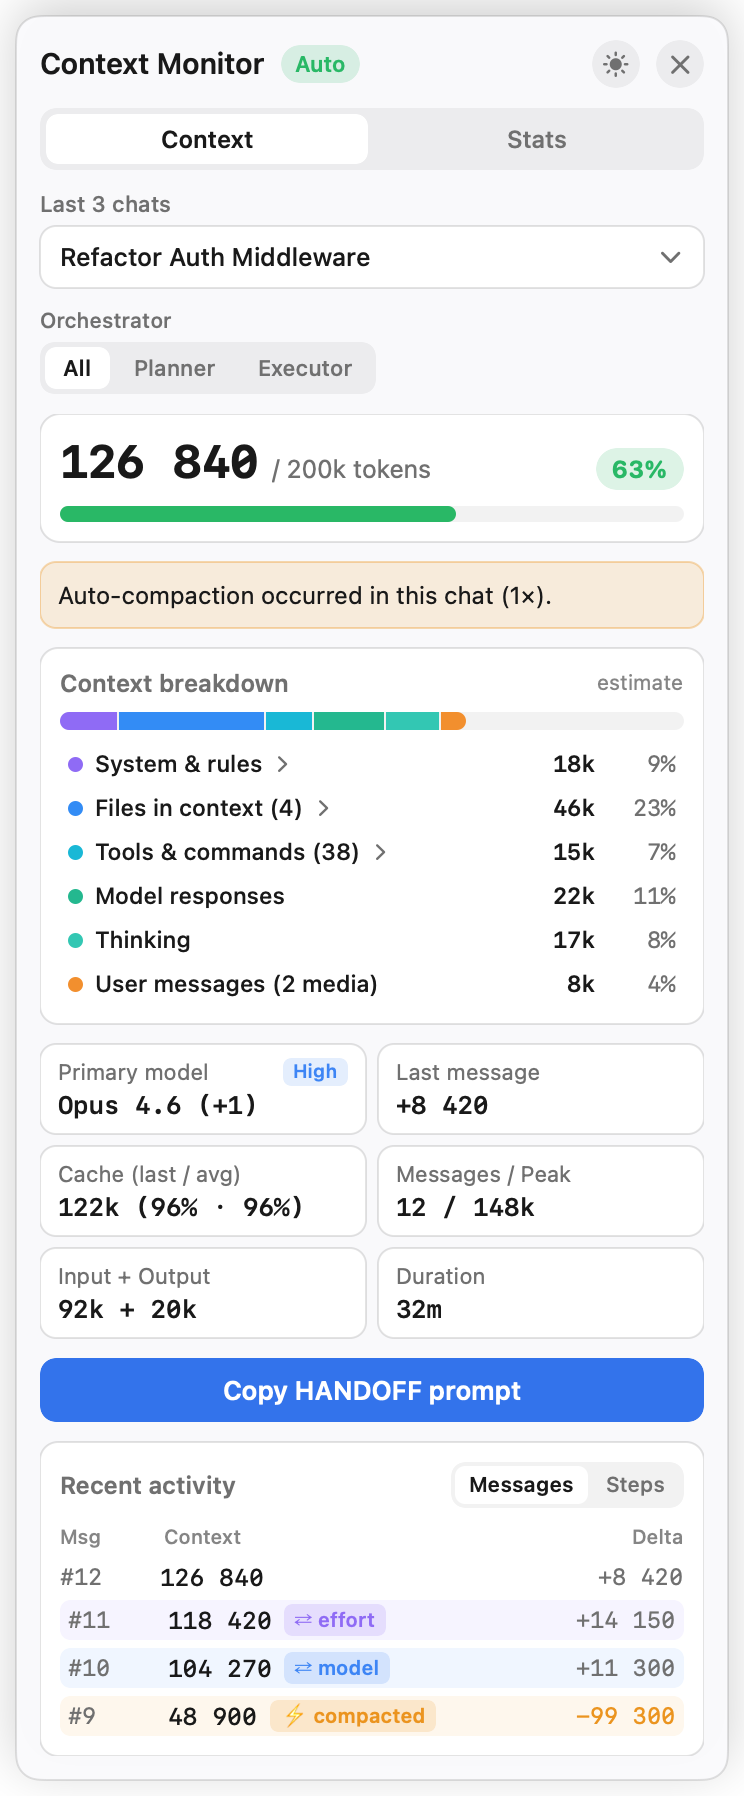 Context Monitor Auto
Context Stats
Last 3 chats
Refactor Auth Middleware
Orchestrator
All Planner Executor
126 840 / 200k tokens 63%
Auto-compaction occurred in this chat (1×).
Context breakdown estimate
System & rules 18k 9%
Files in context (4) 46k 23%
Tools & commands (38) 15k 7%
Model responses 22k 11%
Thinking 17k 8%
User messages (2 media) 8k 4%
Primary model High
Opus 4.6 (+1)
Last message
+8 420
Cache (last / avg)
122k (96% · 96%)
Messages / Peak
12 / 148k
Input + Output
92k + 20k
Duration
32m
Copy HANDOFF prompt
Recent activity Messages Steps
Msg Context Delta
#12 126 840 +8 420
#11 118 420 ⇄ effort +14 150
#10 104 270 ⇄ model +11 300
#9 48 900 ⚡ compacted −99 300